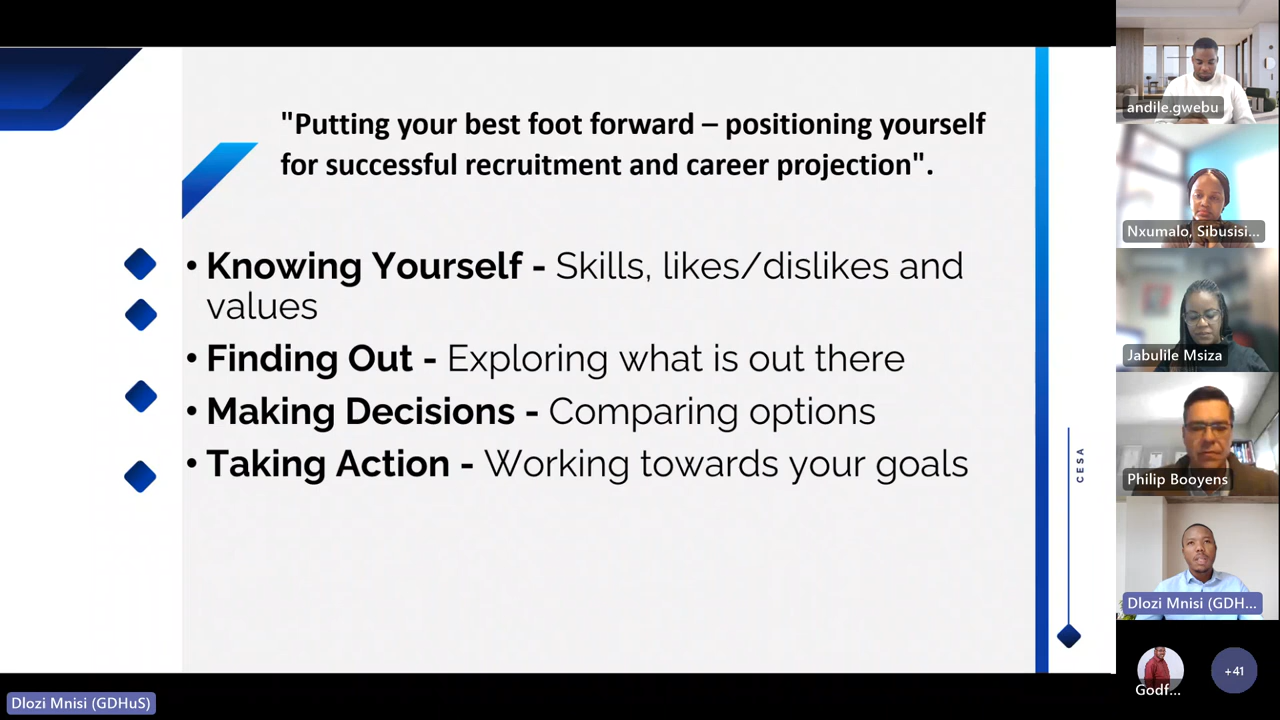 "Putting your best foot forward – positioning yourself
for successful recruitment and career projection".
• Knowing Yourself - Skills, likes/dislikes and
values
• Finding Out - Exploring what is out there
• Making Decisions - Comparing options
• Taking Action - Working towards your goals
CESA
andile.gwebu
Nxumalo, Sibusisi...
Jabulile Msiza
Philip Booyens
Dlozi Mnisi (GDH...
Godf...
+41
Dlozi Mnisi (GDHuS)